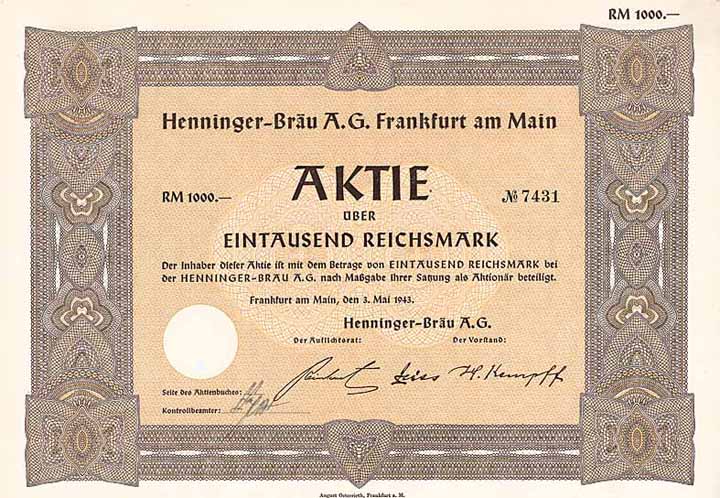 RM 1000.—
Henninger-Bräu A.G. Frankfurt am Main
AKTIE
RM 1000.— № 7431
ÜBER
EINTAUSEND REICHSMARK
Der Inhaber dieser Aktie ist mit dem Betrage von EINTAUSEND REICHSMARK bei
der HENNINGER-BRÄU A.G. nach Maßgabe ihrer Satzung als Aktionär beteiligt.
Frankfurt am Main, den 3. Mai 1943.
Henninger-Bräu A.G.
Der Aufsichtsrat: Der Vorstand:
H. Kempff
Seite des Aktienbuches:
Kontrollbeamter:
August Osterrieth, Frankfurt a. M.